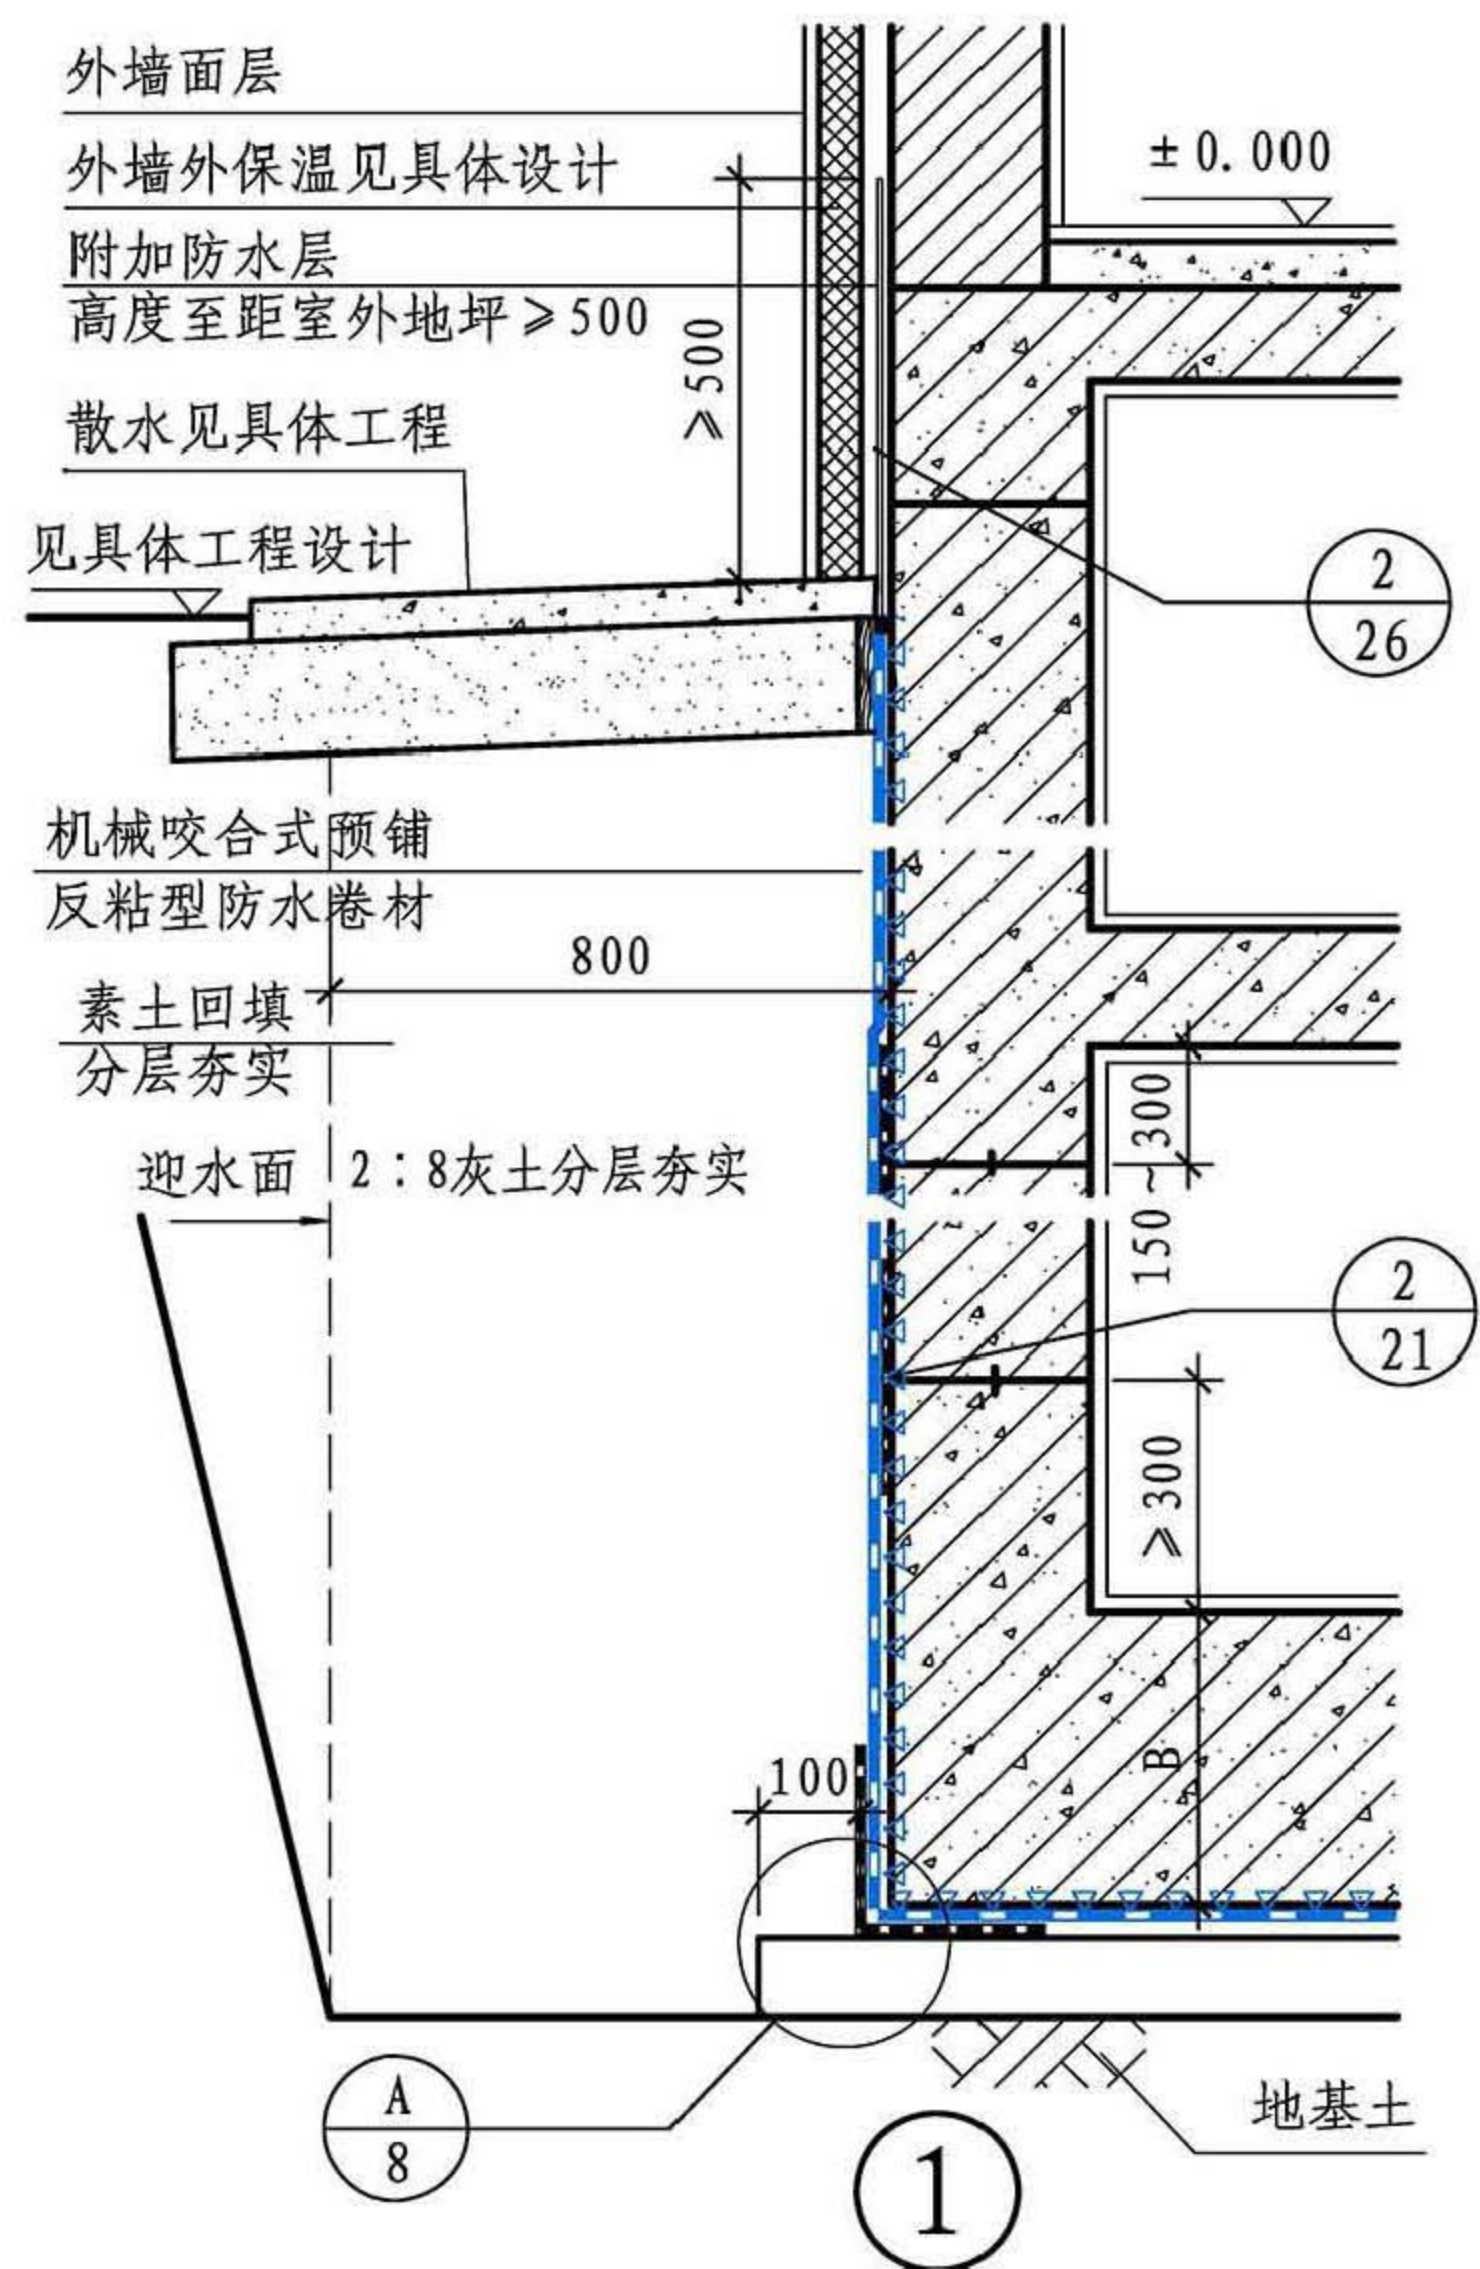 外墙面层
外墙外保温见具体设计
附加防水层
高度至距室外地坪≥500
± 0.000
≥500
散水见具体工程
见具体工程设计
2
26
机械咬合式预铺
反粘型防水卷材
800
素土回填
分层夯实
迎水面
2：8灰土分层夯实
150～300
2
21
≥300
B
100
A
8
地基土
1